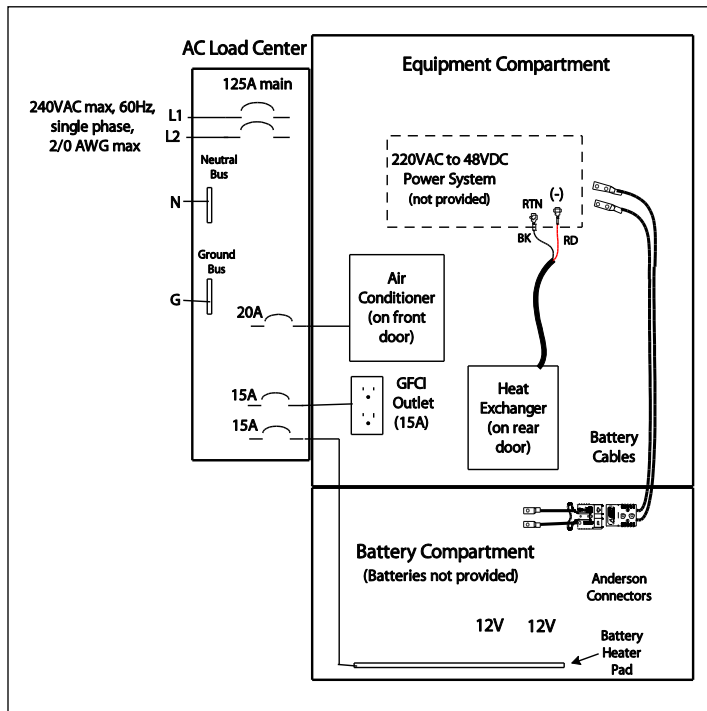 AC Load Center
125A main
240VAC max, 60Hz,
single phase,
2/0 AWG max
L1
L2
Neutral
Bus
N
Ground
Bus
G
20A
15A
15A
Equipment Compartment
220VAC to 48VDC
Power System
(not provided)
RTN
(-)
BK
RD
Air
Conditioner
(on front
door)
GFCI
Outlet
(15A)
Heat
Exchanger
(on rear
door)
Battery
Cables
Battery Compartment
(Batteries not provided)
Anderson
Connectors
12V
12V
Battery
Heater
Pad